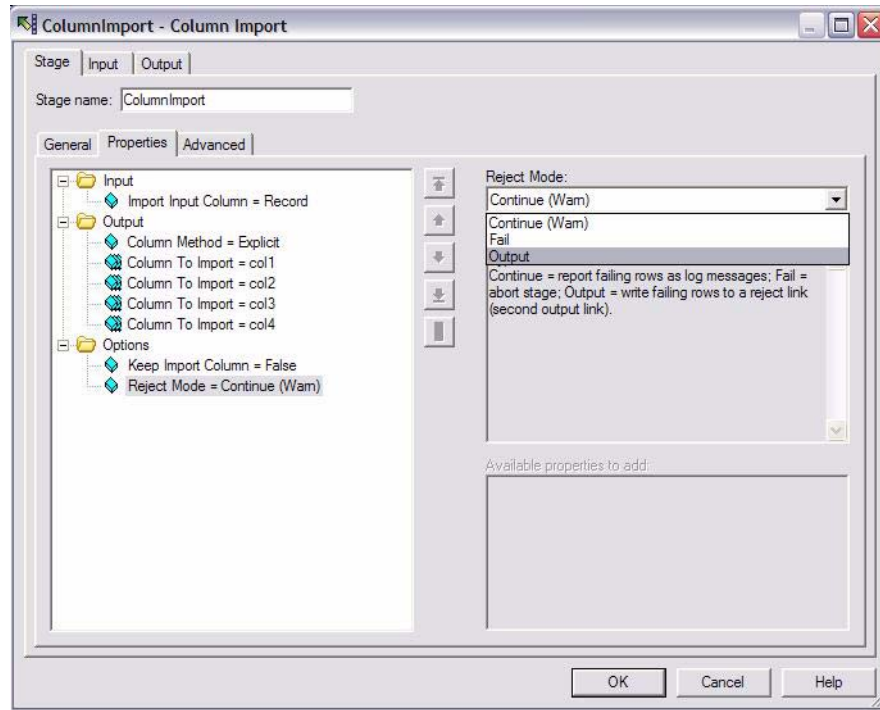 ColumnImport - Column Import
Stage Input Output
Stage name: ColumnImport
General Properties Advanced
Input
Import Input Column = Record
Output
Column Method = Explicit
Column To Import = col1
Column To Import = col2
Column To Import = col3
Column To Import = col4
Options
Keep Import Column = False
Reject Mode = Continue (Warn)
Reject Mode:
Continue (Warn)
Continue (Warn)
Fail
Output
Continue = report failing rows as log messages; Fail =
abort stage; Output = write failing rows to a reject link
(second output link).
Available properties to add:
OK Cancel Help